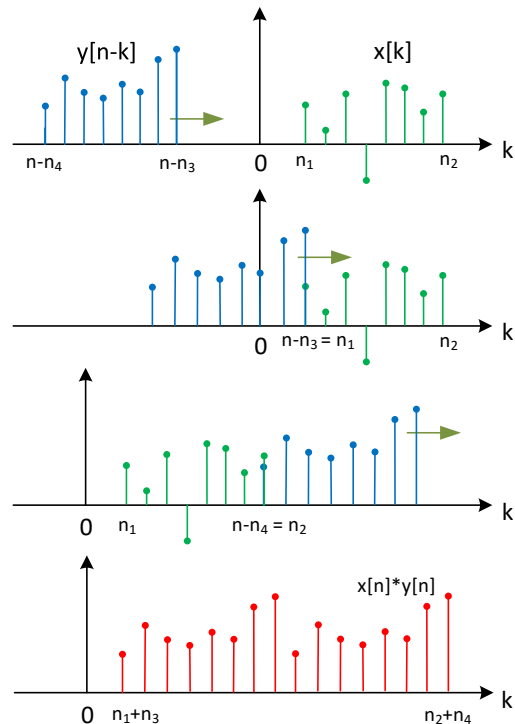 y[n-k] x[k]
n-n₄ n-n₃ 0 n₁ n₂ k
0 n-n₃ = n₁ n₂ k
0 n₁ n-n₄ = n₂ k
x[n]*y[n]
0 n₁+n₃ n₂+n₄ k